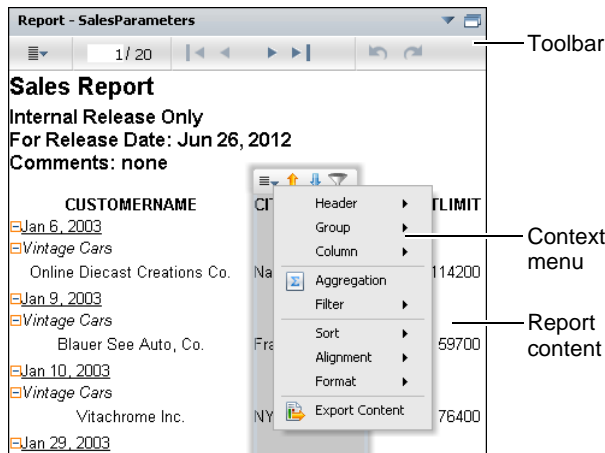 Report - SalesParameters
1/ 20
Toolbar
Sales Report
Internal Release Only
For Release Date: Jun 26, 2012
Comments: none
CUSTOMERNAME CI TLIMIT
Header
Jan 6, 2003
Group
Context menu
Vintage Cars
Column
Online Diecast Creations Co. Na 114200
Aggregation
Jan 9, 2003
Filter
Vintage Cars
Report content
Sort
Blauer See Auto, Co. Fra 59700
Alignment
Jan 10, 2003
Format
Vintage Cars
Export Content
Vitachrome Inc. NY 76400
Jan 29, 2003